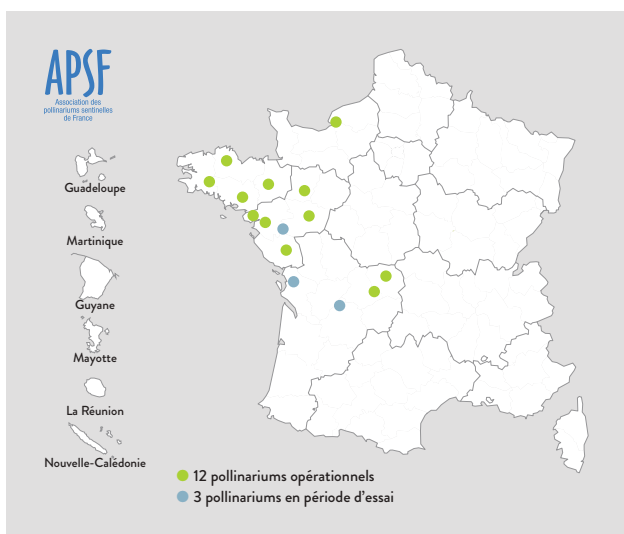 APSF
Association des
pollinariums sentinelles
de France
Guadeloupe
Martinique
Guyane
Mayotte
La Réunion
Nouvelle-Calédonie
12 pollinariums opérationnels
3 pollinariums en période d'essai